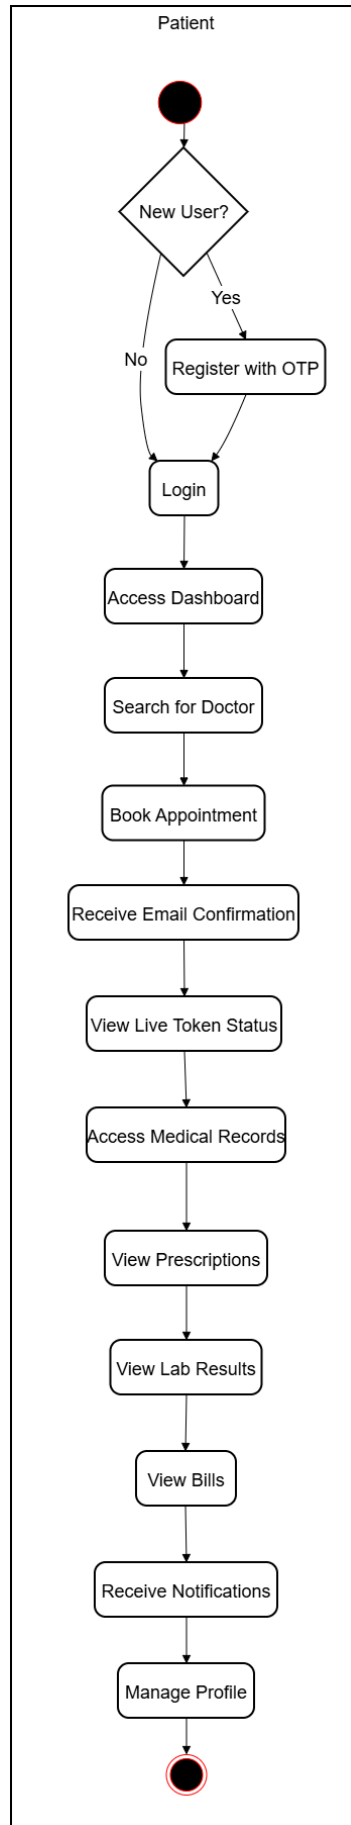 Patient
New User?
Yes
No
Register with OTP
Login
Access Dashboard
Search for Doctor
Book Appointment
Receive Email Confirmation
View Live Token Status
Access Medical Records
View Prescriptions
View Lab Results
View Bills
Receive Notifications
Manage Profile